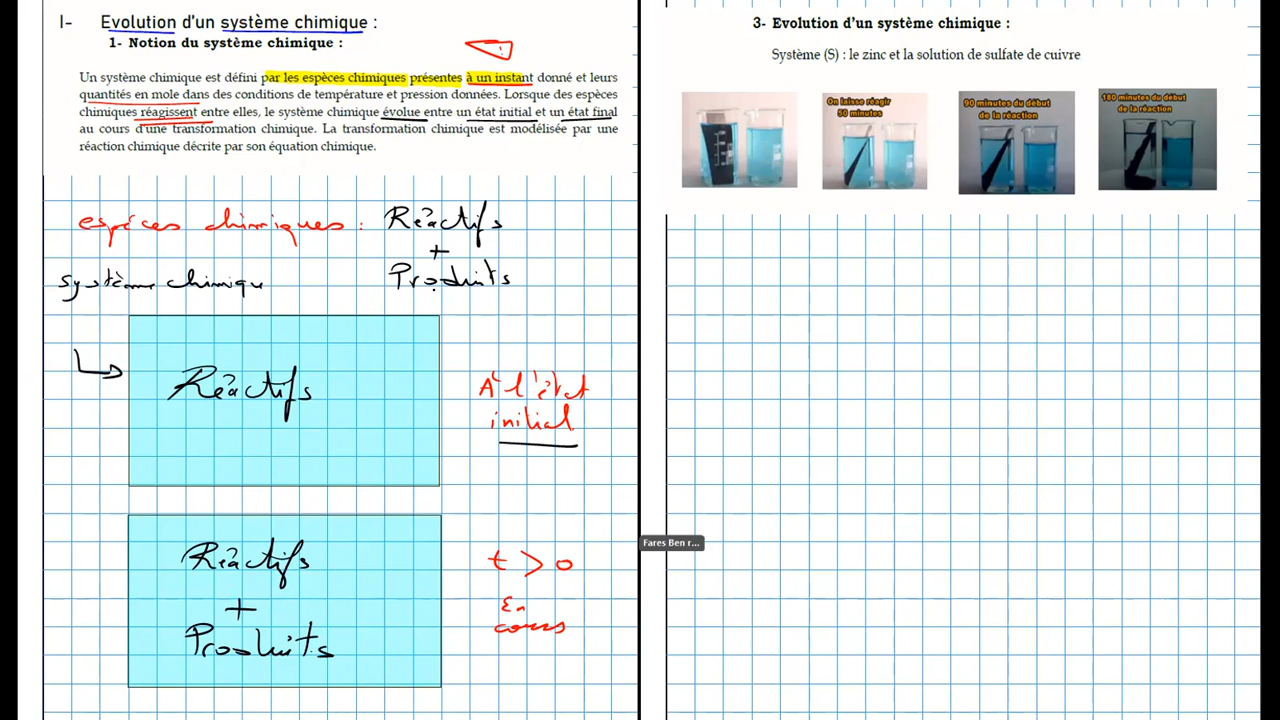 I- Evolution d'un système chimique :
1- Notion du système chimique :
Un système chimique est défini par les espèces chimiques présentes à un instant donné et leurs
quantités en mole dans des conditions de température et pression données. Lorsque des espèces
chimiques réagissent entre elles, le système chimique évolue entre un état initial et un état final
au cours d'une transformation chimique. La transformation chimique est modélisée par une
réaction chimique décrite par son équation chimique.
espéces chimiques : Réactifs
+
système chimique Produits
Réactifs
À l'état
initial
Réactifs
+
Produits
t > 0
En
cours
3- Evolution d'un système chimique :
Système (S) : le zinc et la solution de sulfate de cuivre
On laisse réagir
50 minutes
90 minutes du début
de la réaction
180 minutes du début
de la réaction
Fares Ben r...